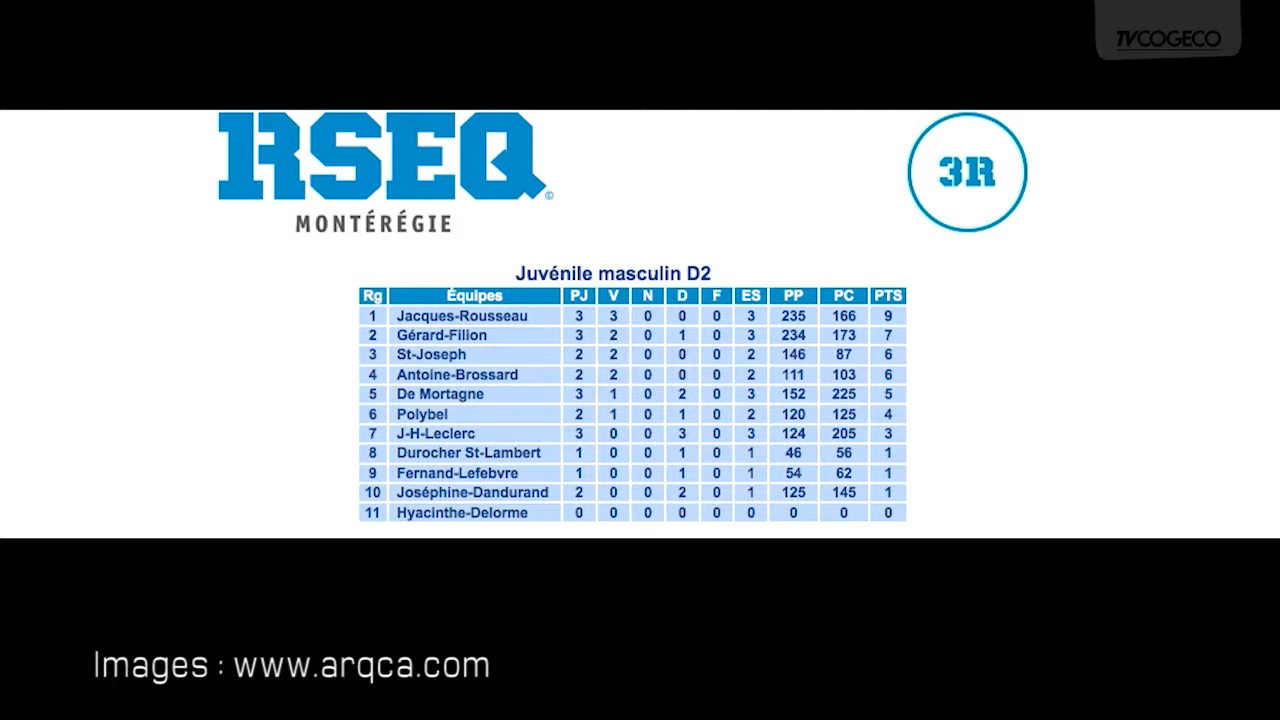 TVCOGECO
RSEQ©
3R
MONTÉRÉGIE
Juvénile masculin D2
Rg Équipes PJ V N D F ES PP PC PTS
1 Jacques-Rousseau 3 3 0 0 0 3 235 166 9
2 Gérard-Filion 3 2 0 1 0 3 234 173 7
3 St-Joseph 2 2 0 0 0 2 146 87 6
4 Antoine-Brossard 2 2 0 0 0 2 111 103 6
5 De Mortagne 3 1 0 2 0 3 152 225 5
6 Polybel 2 1 0 1 0 2 120 125 4
7 J-H-Leclerc 3 0 0 3 0 3 124 205 3
8 Durocher St-Lambert 1 0 0 1 0 1 46 56 1
9 Fernand-Lefebvre 1 0 0 1 0 1 54 62 1
10 Joséphine-Dandurand 2 0 0 2 0 1 125 145 1
11 Hyacinthe-Delorme 0 0 0 0 0 0 0 0 0
Images : www.arqca.com